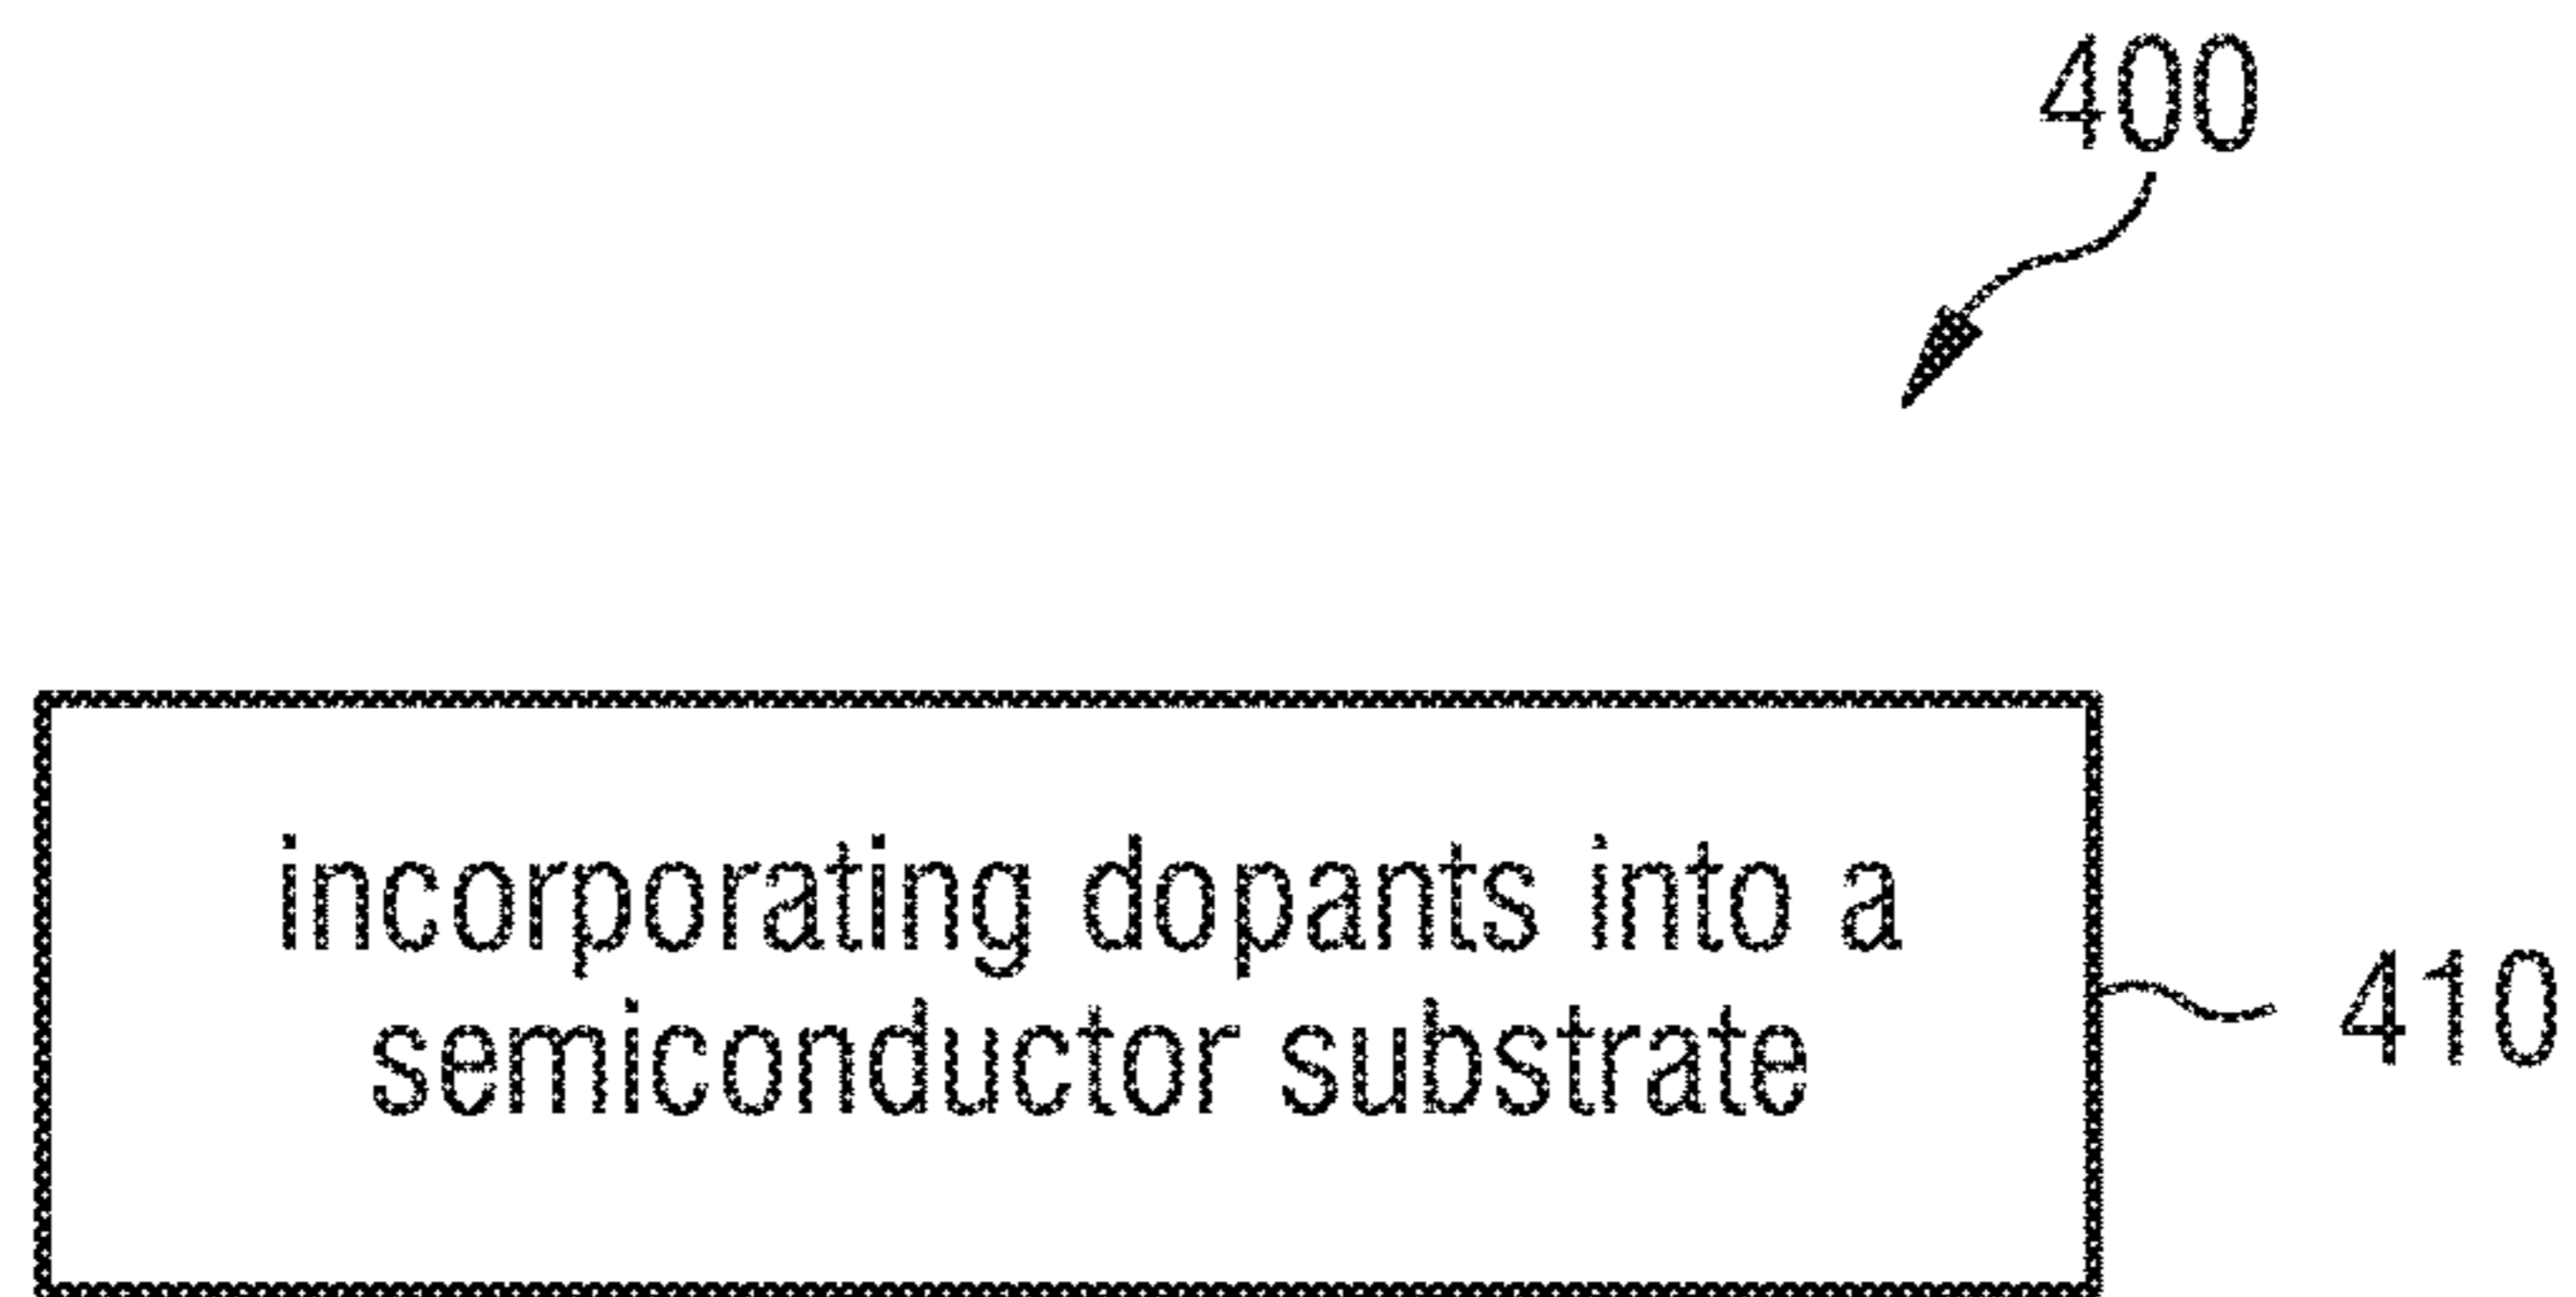 400
incorporating dopants into a
semiconductor substrate
410